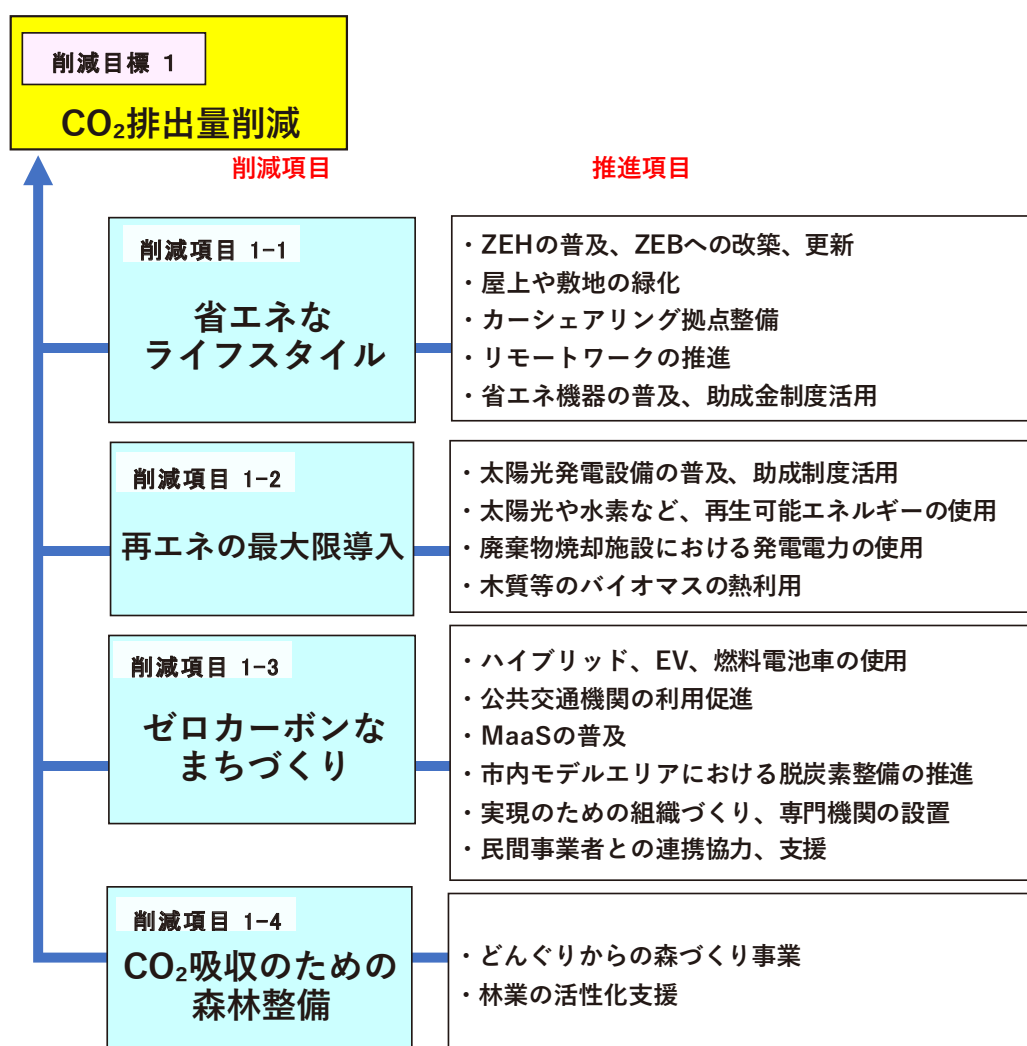 削減目標 1
CO₂排出量削減
削減項目
推進項目
削減項目 1-1
省エネな
ライフスタイル
・ZEHの普及、ZEBへの改築、更新
・屋上や敷地の緑化
・カーシェアリング拠点整備
・リモートワークの推進
・省エネ機器の普及、助成金制度活用
削減項目 1-2
再エネの最大限導入
・太陽光発電設備の普及、助成制度活用
・太陽光や水素など、再生可能エネルギーの使用
・廃棄物焼却施設における発電電力の使用
・木質等のバイオマスの熱利用
削減項目 1-3
ゼロカーボンな
まちづくり
・ハイブリッド、EV、燃料電池車の使用
・公共交通機関の利用促進
・MaaSの普及
・市内モデルエリアにおける脱炭素整備の推進
・実現のための組織づくり、専門機関の設置
・民間事業者との連携協力、支援
削減項目 1-4
CO₂吸収のための
森林整備
・どんぐりからの森づくり事業
・林業の活性化支援